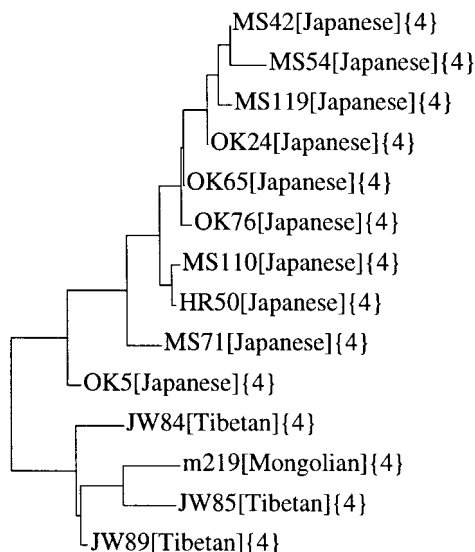 MS42[Japanese]{4}
MS54[Japanese]{4}
MS119[Japanese]{4}
OK24[Japanese]{4}
OK65[Japanese]{4}
OK76[Japanese]{4}
MS110[Japanese]{4}
HR50[Japanese]{4}
MS71[Japanese]{4}
OK5[Japanese]{4}
JW84[Tibetan]{4}
m219[Mongolian]{4}
JW85[Tibetan]{4}
JW89[Tibetan]{4}